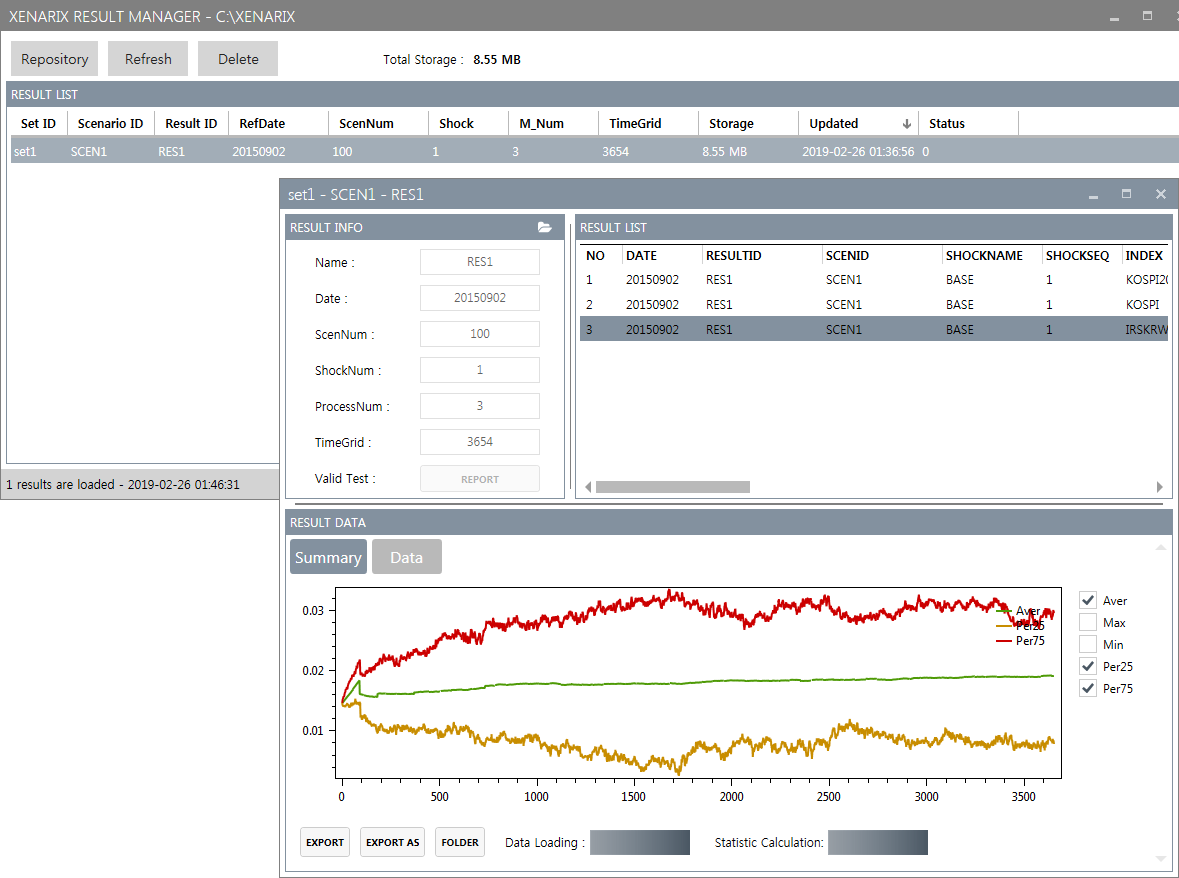 XENARIX RESULT MANAGER - C:\XENARIX
Repository Refresh Delete Total Storage : 8.55 MB
RESULT LIST
Set ID Scenario ID Result ID RefDate ScenNum Shock M_Num TimeGrid Storage Updated Status
set1 SCEN1 RES1 20150902 100 1 3 3654 8.55 MB 2019-02-26 01:36:56 0
set1 - SCEN1 - RES1
RESULT INFO
Name : RES1
Date : 20150902
ScenNum : 100
ShockNum : 1
ProcessNum : 3
TimeGrid : 3654
Valid Test : REPORT
RESULT LIST
NO DATE RESULTID SCENID SHOCKNAME SHOCKSEQ INDEX
1 20150902 RES1 SCEN1 BASE 1 KOSPI20
2 20150902 RES1 SCEN1 BASE 1 KOSPI
3 20150902 RES1 SCEN1 BASE 1 IRSKRW
1 results are loaded - 2019-02-26 01:46:31
RESULT DATA
Summary Data
0.03
0.02
0.01
0 500 1000 1500 2000 2500 3000 3500
Aver
Per25
Per75
Aver
Max
Min
Per25
Per75
EXPORT EXPORT AS FOLDER Data Loading : Statistic Calculation: